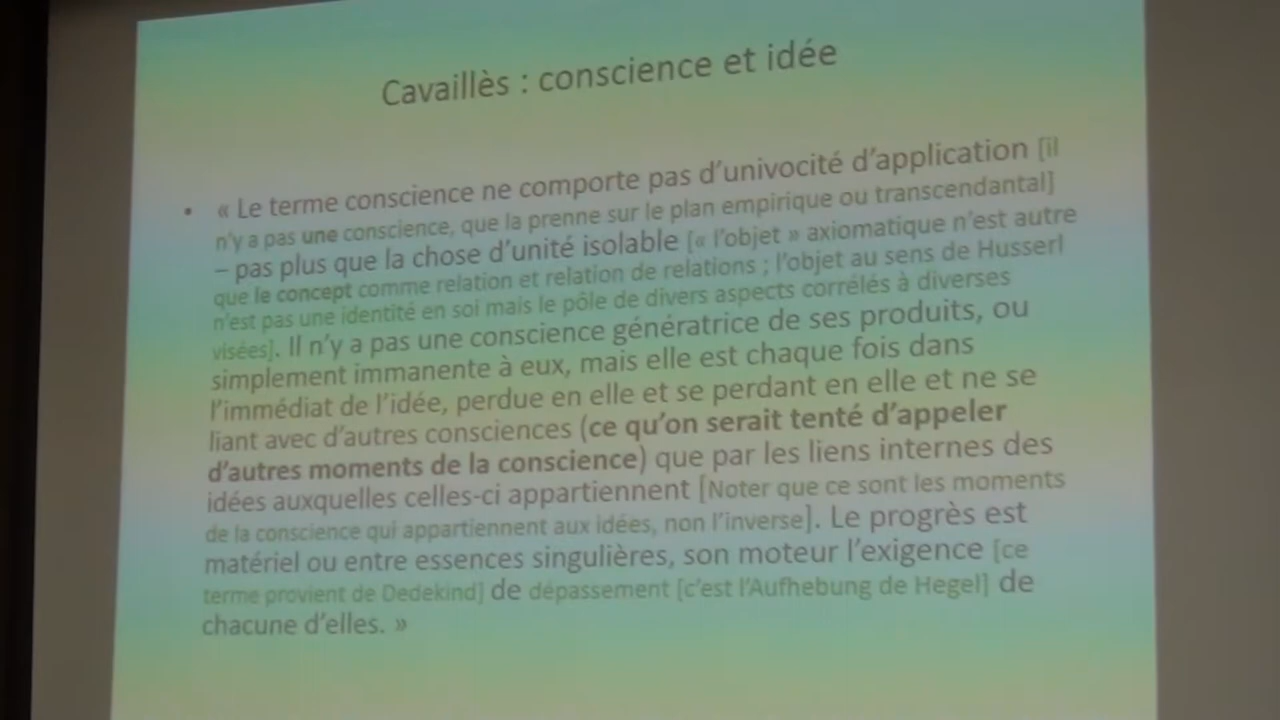 Cavaillès : conscience et idée
• « Le terme conscience ne comporte pas d'univocité d'application [il
n'y a pas une conscience, que la prenne sur le plan empirique ou transcendantal]
– pas plus que la chose d'unité isolable [« l'objet » axiomatique n'est autre
que le concept comme relation et relation de relations ; l'objet au sens de Husserl
n'est pas une identité en soi mais le pôle de divers aspects corrélés à diverses
visées]. Il n'y a pas une conscience génératrice de ses produits, ou
simplement immanente à eux, mais elle est chaque fois dans
l'immédiat de l'idée, perdue en elle et se perdant en elle et ne se
liant avec d'autres consciences (ce qu'on serait tenté d'appeler
d'autres moments de la conscience) que par les liens internes des
idées auxquelles celles-ci appartiennent [Noter que ce sont les moments
de la conscience qui appartiennent aux idées, non l'inverse]. Le progrès est
matériel ou entre essences singulières, son moteur l'exigence [ce
terme provient de Dedekind] de dépassement [c'est l'Aufhebung de Hegel] de
chacune d'elles. »